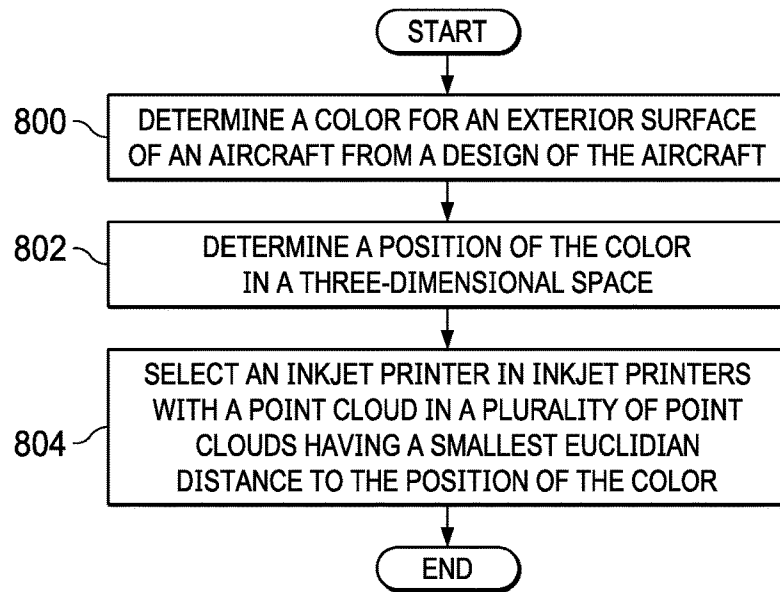 START
800
DETERMINE A COLOR FOR AN EXTERIOR SURFACE
OF AN AIRCRAFT FROM A DESIGN OF THE AIRCRAFT
802
DETERMINE A POSITION OF THE COLOR
IN A THREE-DIMENSIONAL SPACE
804
SELECT AN INKJET PRINTER IN INKJET PRINTERS
WITH A POINT CLOUD IN A PLURALITY OF POINT
CLOUDS HAVING A SMALLEST EUCLIDIAN
DISTANCE TO THE POSITION OF THE COLOR
END